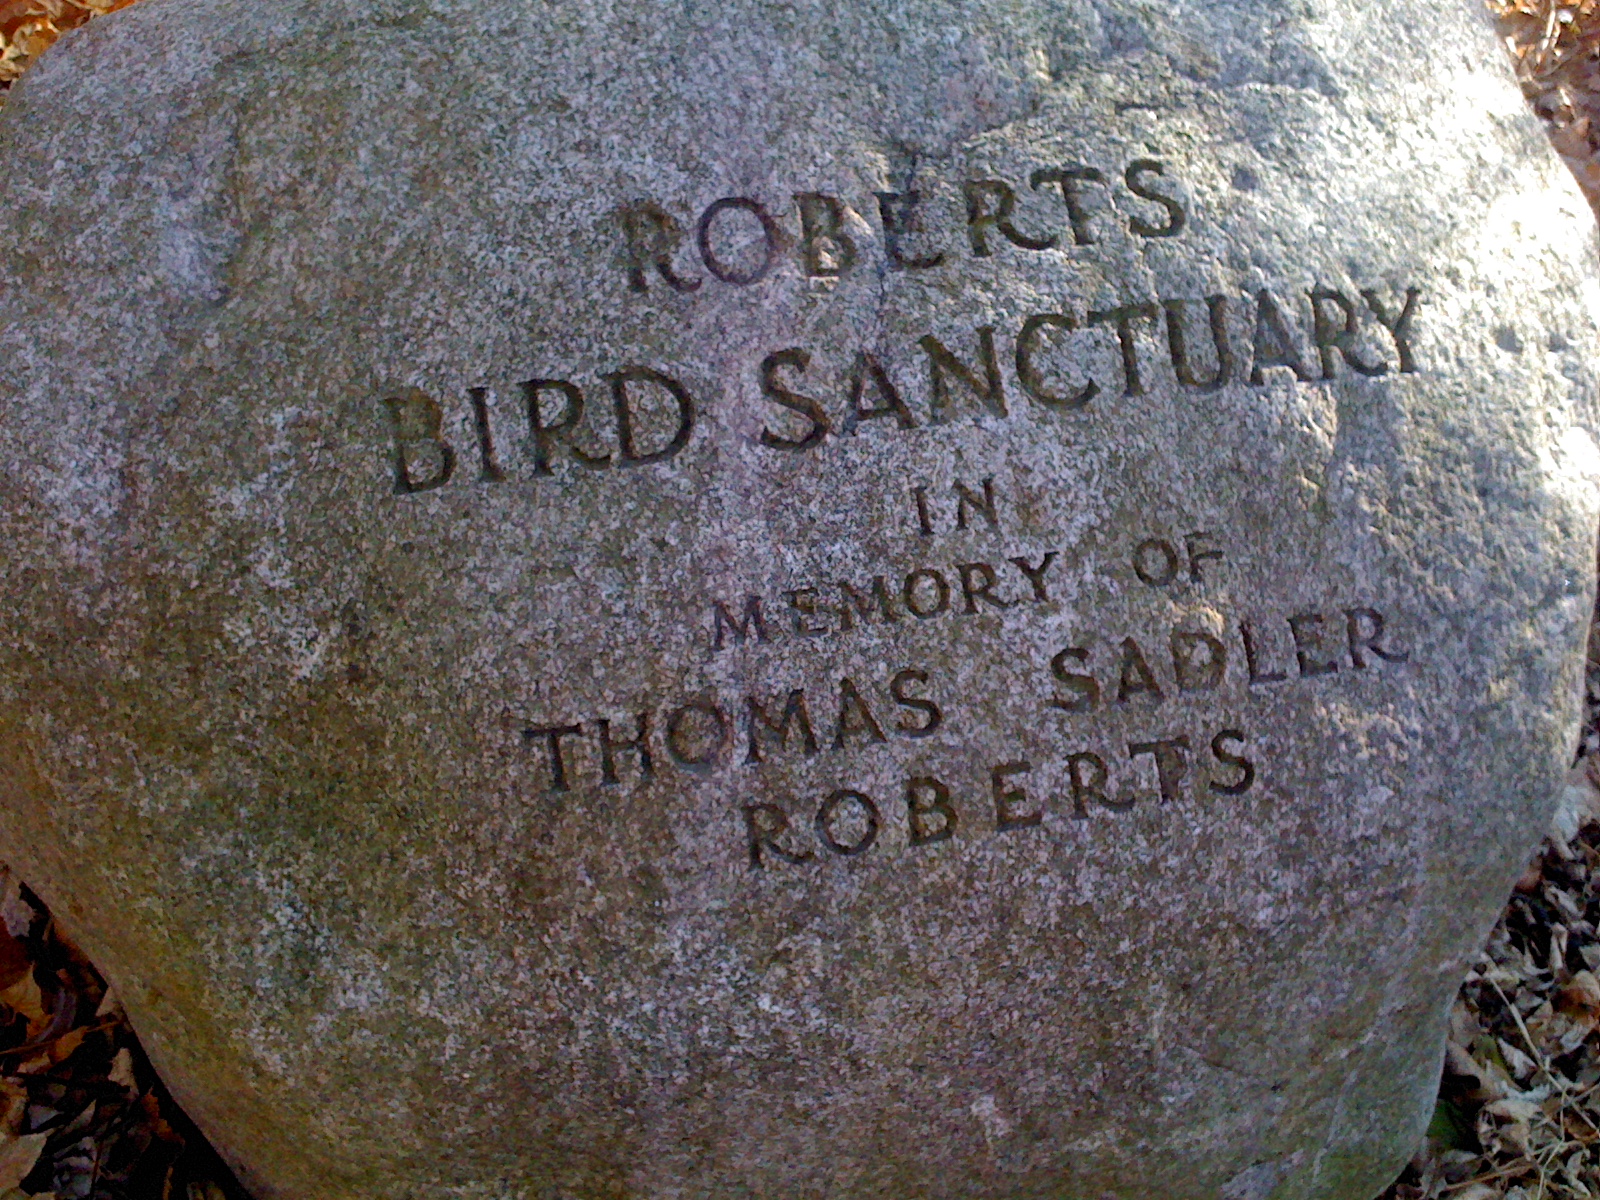 ROBERTS
BIRD SANCTUARY
IN
MEMORY OF
THOMAS SADLER
ROBERTS